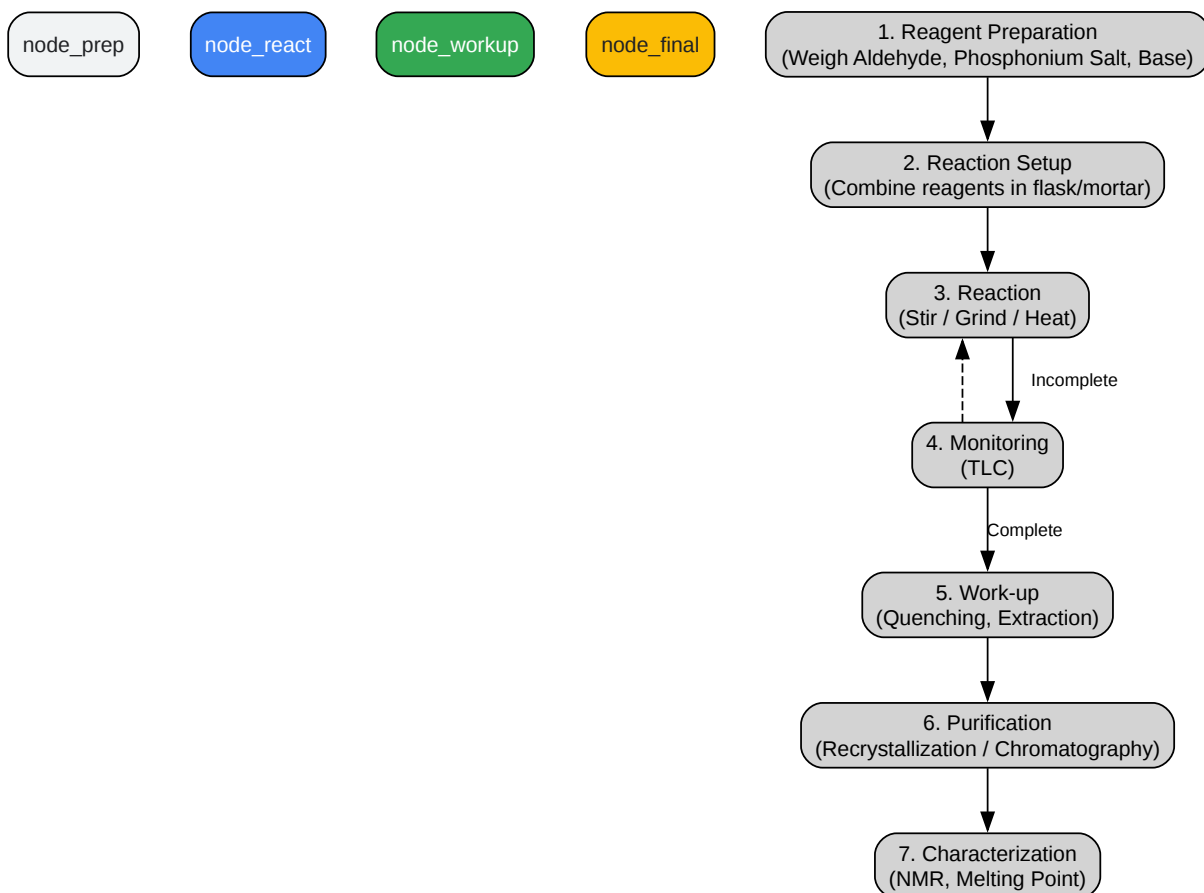 node_prep
node_react
node_workup
node_final
1. Reagent Preparation
(Weigh Aldehyde, Phosphonium Salt, Base)
2. Reaction Setup
(Combine reagents in flask/mortar)
3. Reaction
(Stir / Grind / Heat)
Incomplete
4. Monitoring
(TLC)
Complete
5. Work-up
(Quenching, Extraction)
6. Purification
(Recrystallization / Chromatography)
7. Characterization
(NMR, Melting Point)